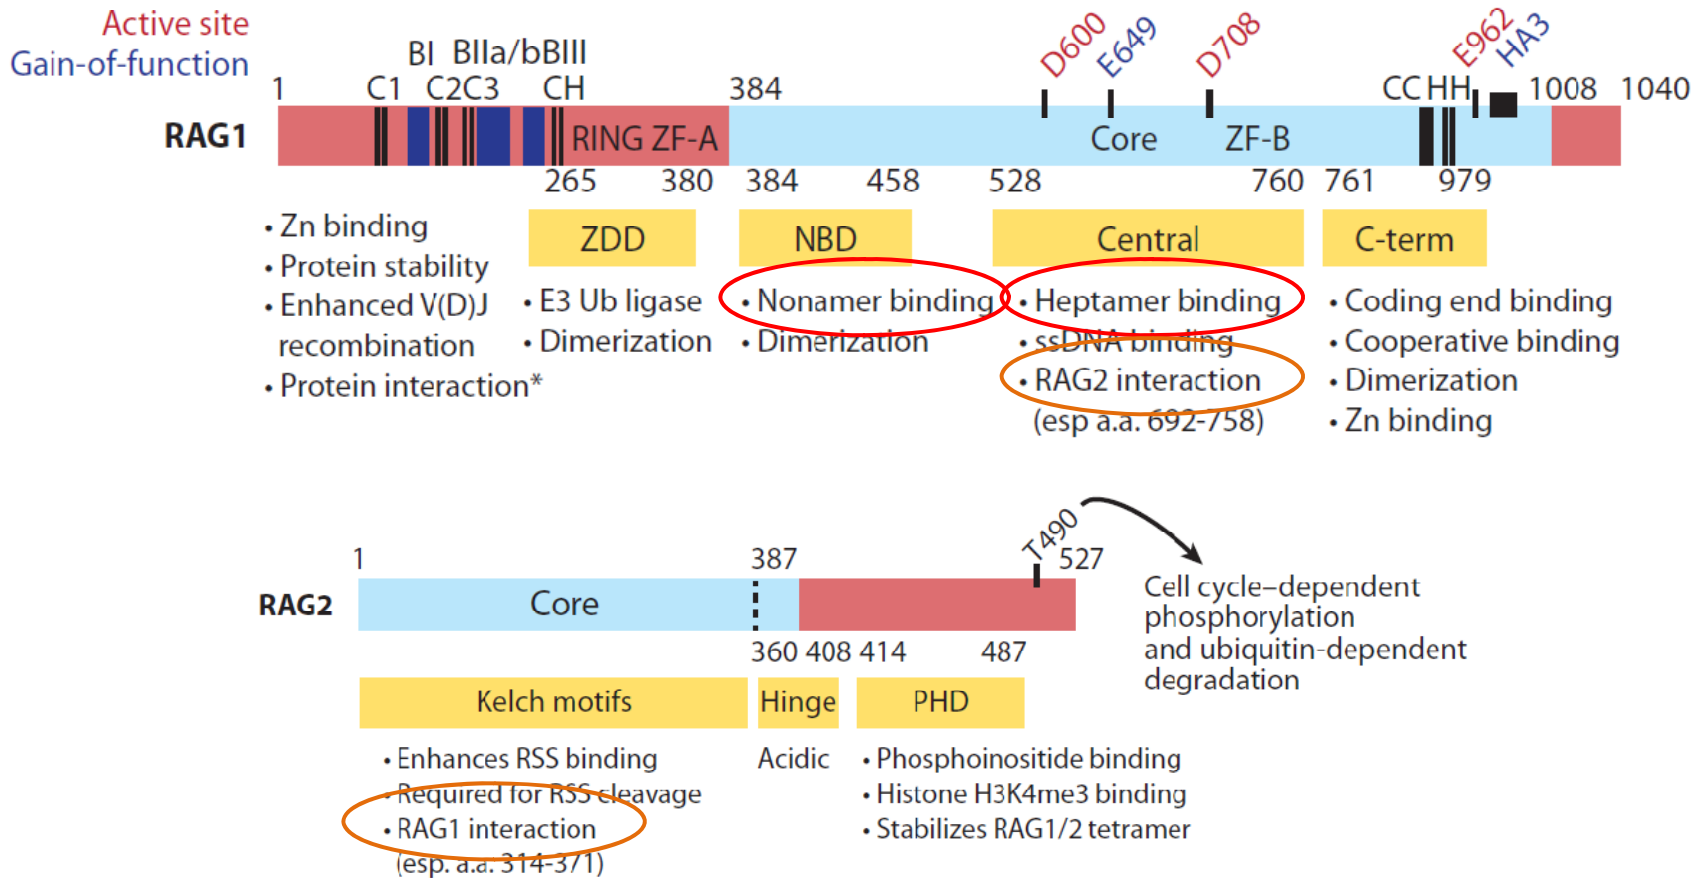 Active site
Gain-of-function
BI BIIa/bBIII
D600 E649 D708 E962 HA3
1 C1 C2C3 CH 384 CC HH 1008 1040
RAG1 RING ZF-A Core ZF-B
265 380 384 458 528 760 761 979
ZDD NBD Central C-term
• Zn binding
• Protein stability
• Enhanced V(D)J
recombination
• Protein interaction*
• E3 Ub ligase
• Dimerization
• Nonamer binding
• Dimerization
• Heptamer binding
• ssDNA binding
• RAG2 interaction
(esp a.a. 692-758)
• Coding end binding
• Cooperative binding
• Dimerization
• Zn binding
1 387 T490 527
RAG2 Core
360 408 414 487
Cell cycle–dependent
phosphorylation
and ubiquitin-dependent
degradation
Kelch motifs Hinge PHD
• Enhances RSS binding
• Required for RSS cleavage
• RAG1 interaction
(esp. a.a. 314-371)
Acidic
• Phosphoinositide binding
• Histone H3K4me3 binding
• Stabilizes RAG1/2 tetramer